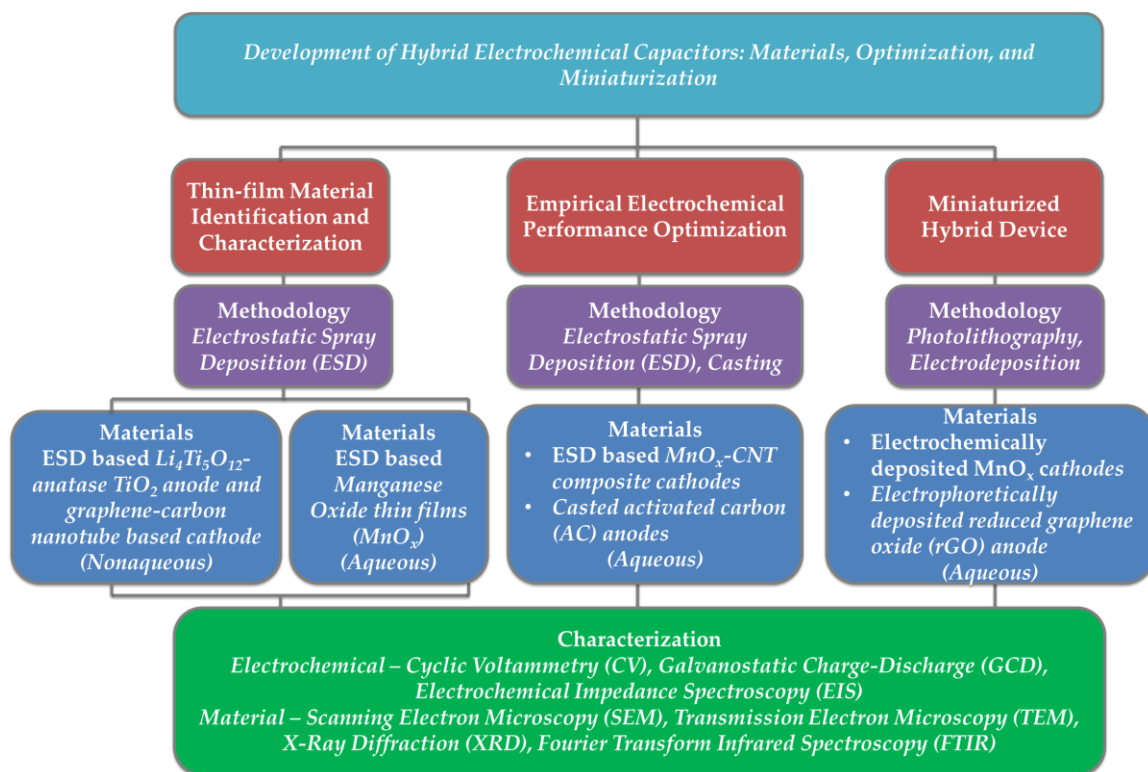 Development of Hybrid Electrochemical Capacitors: Materials, Optimization, and
Miniaturization
Thin-film Material
Identification and
Characterization
Empirical Electrochemical
Performance Optimization
Miniaturized
Hybrid Device
Methodology
Electrostatic Spray
Deposition (ESD)
Methodology
Electrostatic Spray
Deposition (ESD), Casting
Methodology
Photolithography,
Electrodeposition
Materials
ESD based Li₄Ti₅O₁₂-
anatase TiO₂ anode and
graphene-carbon
nanotube based cathode
(Nonaqueous)
Materials
ESD based
Manganese
Oxide thin films
(MnOₓ)
(Aqueous)
Materials
• ESD based MnOₓ-CNT
composite cathodes
• Casted activated carbon
(AC) anodes
(Aqueous)
Materials
• Electrochemically
deposited MnOₓ cathodes
• Electrophoretically
deposited reduced graphene
oxide (rGO) anode
(Aqueous)
Characterization
Electrochemical – Cyclic Voltammetry (CV), Galvanostatic Charge-Discharge (GCD),
Electrochemical Impedance Spectroscopy (EIS)
Material – Scanning Electron Microscopy (SEM), Transmission Electron Microscopy (TEM),
X-Ray Diffraction (XRD), Fourier Transform Infrared Spectroscopy (FTIR)